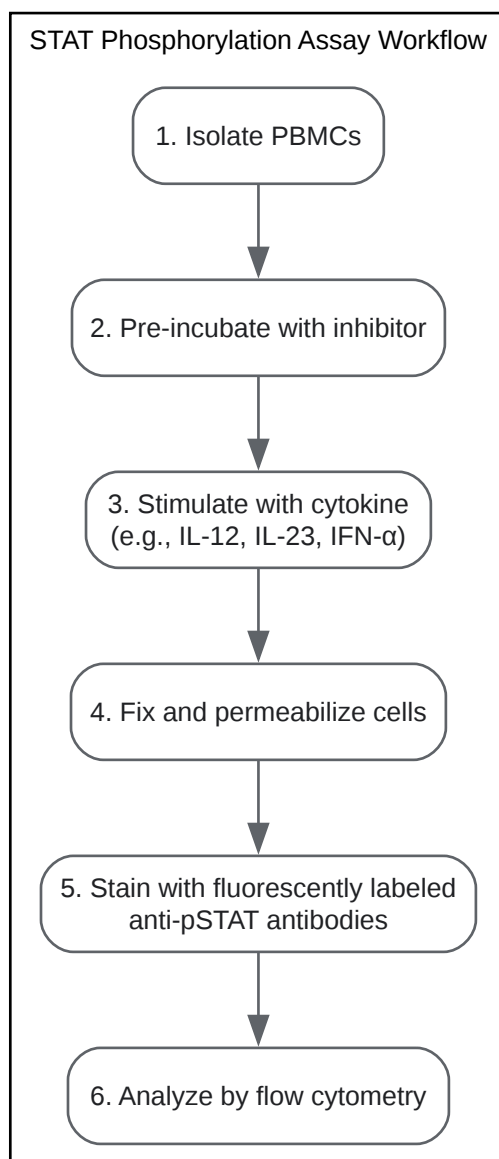 STAT Phosphorylation Assay Workflow
1. Isolate PBMCs
2. Pre-incubate with inhibitor
3. Stimulate with cytokine
(e.g., IL-12, IL-23, IFN-α)
4. Fix and permeabilize cells
5. Stain with fluorescently labeled
anti-pSTAT antibodies
6. Analyze by flow cytometry